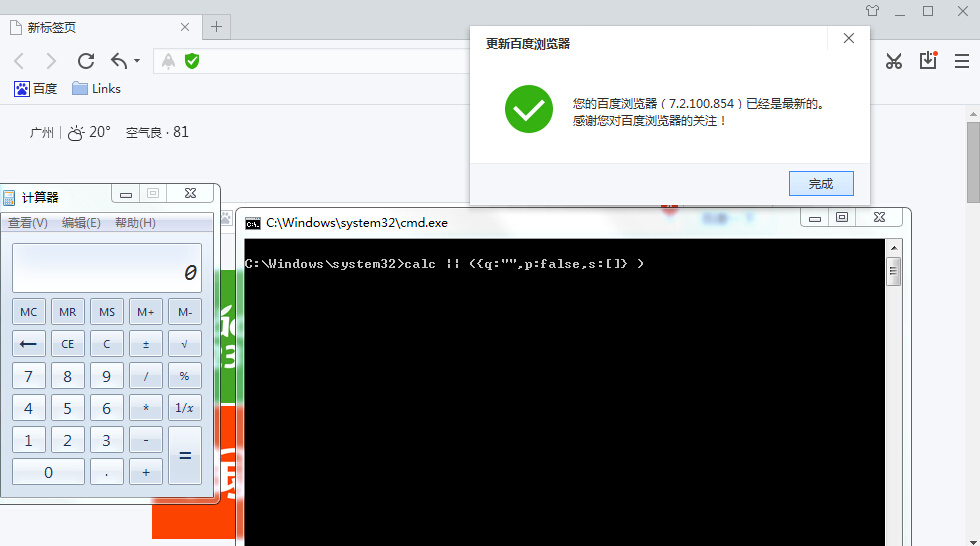 新标签页
更新百度浏览器
百度
Links
您的百度浏览器（7.2.100.854）已经是最新的。
感谢您对百度浏览器的关注！
广州
20°
空气良 · 81
完成
计算器
查看(V) 编辑(E) 帮助(H)
0
MC MR MS M+ M-
← CE C ± √
7 8 9 / %
4 5 6 * 1/x
1 2 3 - =
0 . +
C:\Windows\system32\cmd.exe
C:\Windows\system32>calc || ({q:"",p:false,s:[]} )